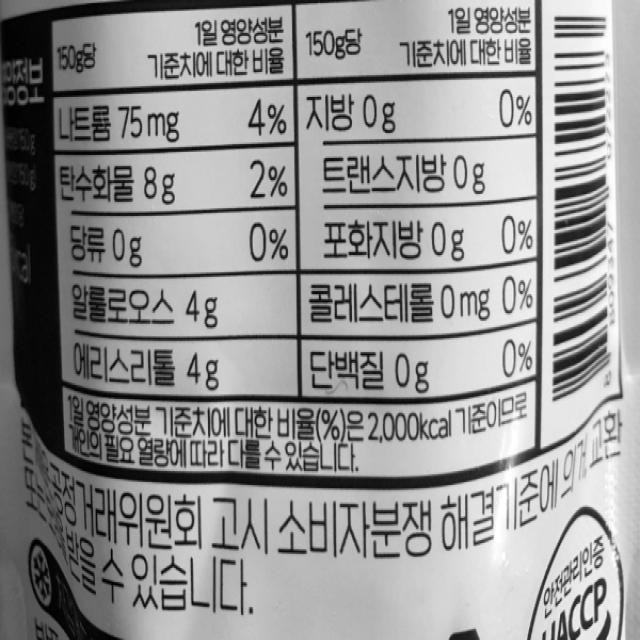 150g당 1일 영양성분
기준치에 대한 비율
150g당 1일 영양성분
기준치에 대한 비율
나트륨 75mg 4%
지방 0g 0%
탄수화물 8g 2%
트랜스지방 0g
당류 0g 0%
포화지방 0g 0%
알룰로오스 4g
콜레스테롤 0mg 0%
에리스리톨 4g
단백질 0g 0%
1일 영양성분 기준치에 대한 비율(%)은 2,000kcal 기준이므로
개인의 필요 열량에 따라 다를 수 있습니다.
공정거래위원회 고시 소비자분쟁 해결기준에 의거 교환
받을 수 있습니다.
안전관리인증
HACCP